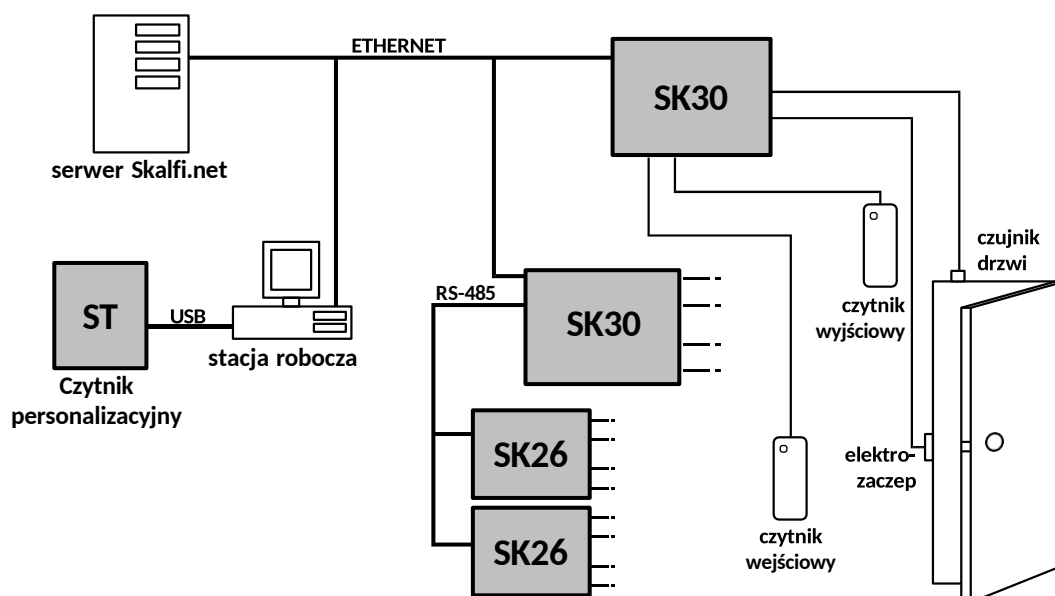 ETHERNET
SK30
serwer Skalfi.net
czujnik
drzwi
RS-485
czytnik
wyjściowy
ST
USB
SK30
stacja robocza
Czytnik
personalizacyjny
SK26
elektro-
zaczep
SK26
czytnik
wejściowy